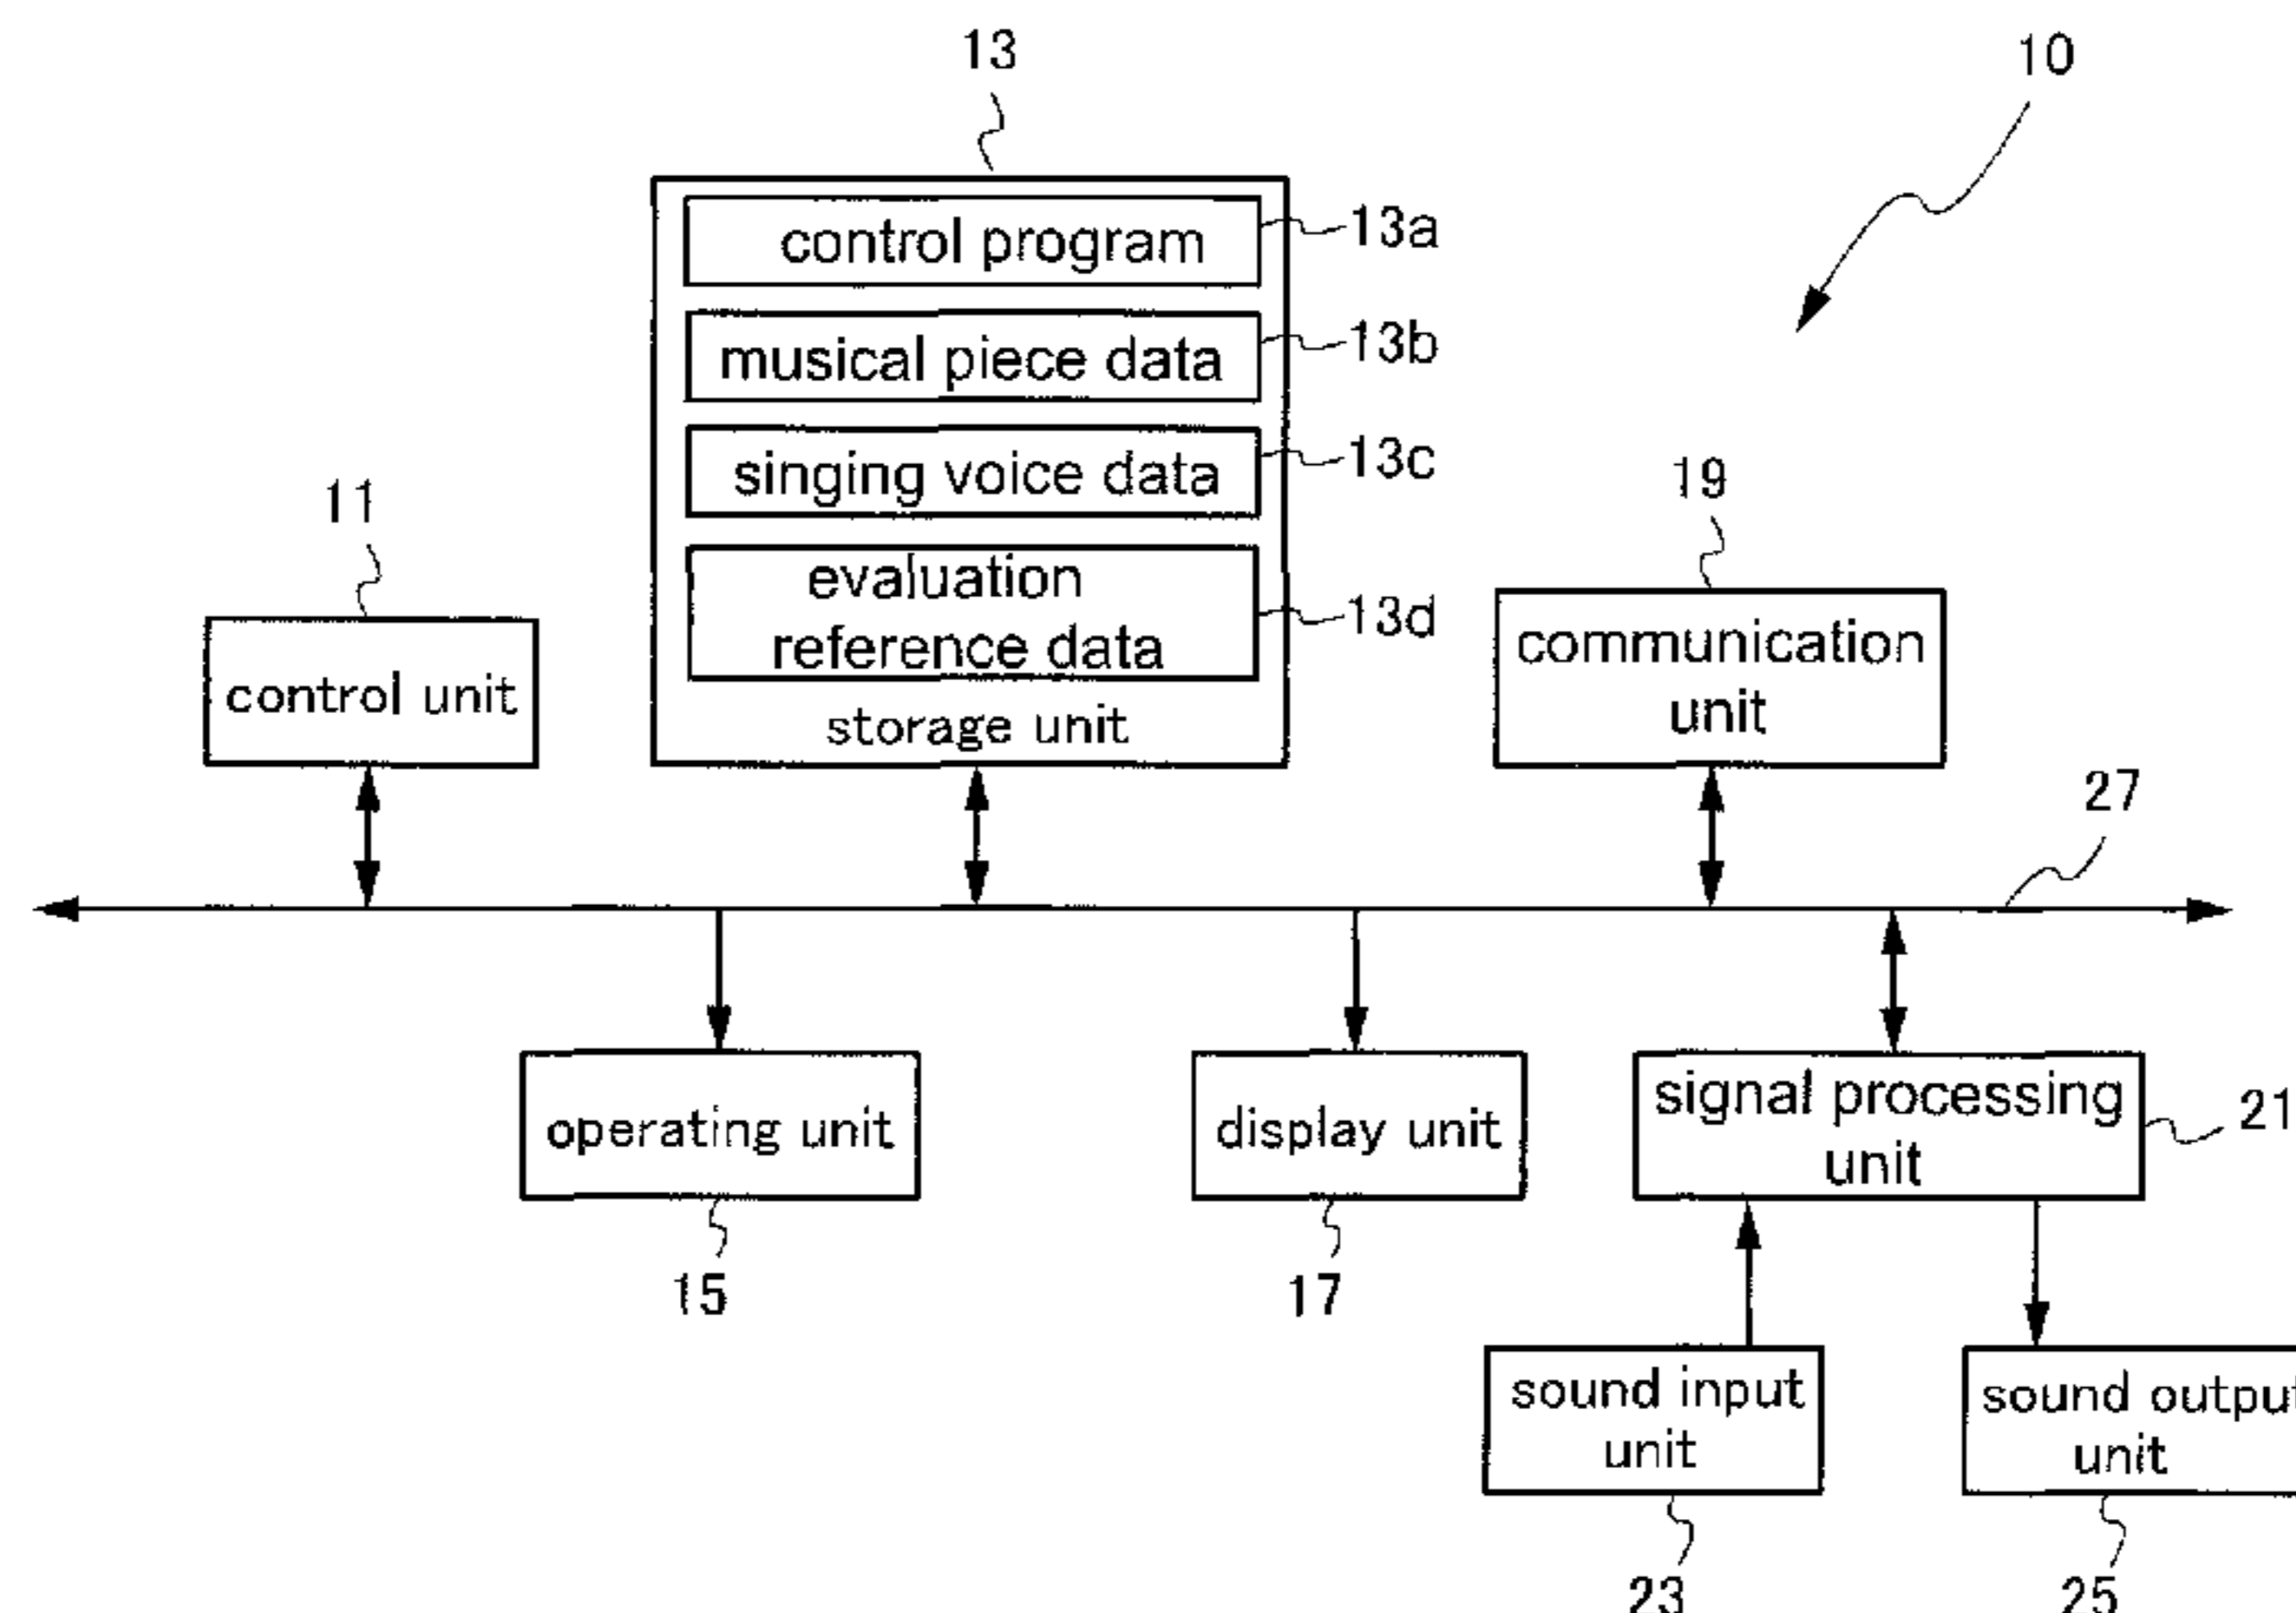 13
10
control program
13a
musical piece data
13b
singing voice data
13c
evaluation
reference data
13d
storage unit
11
control unit
19
communication
unit
27
operating unit
15
display unit
17
signal processing
unit
21
sound input
unit
23
sound output
unit
25